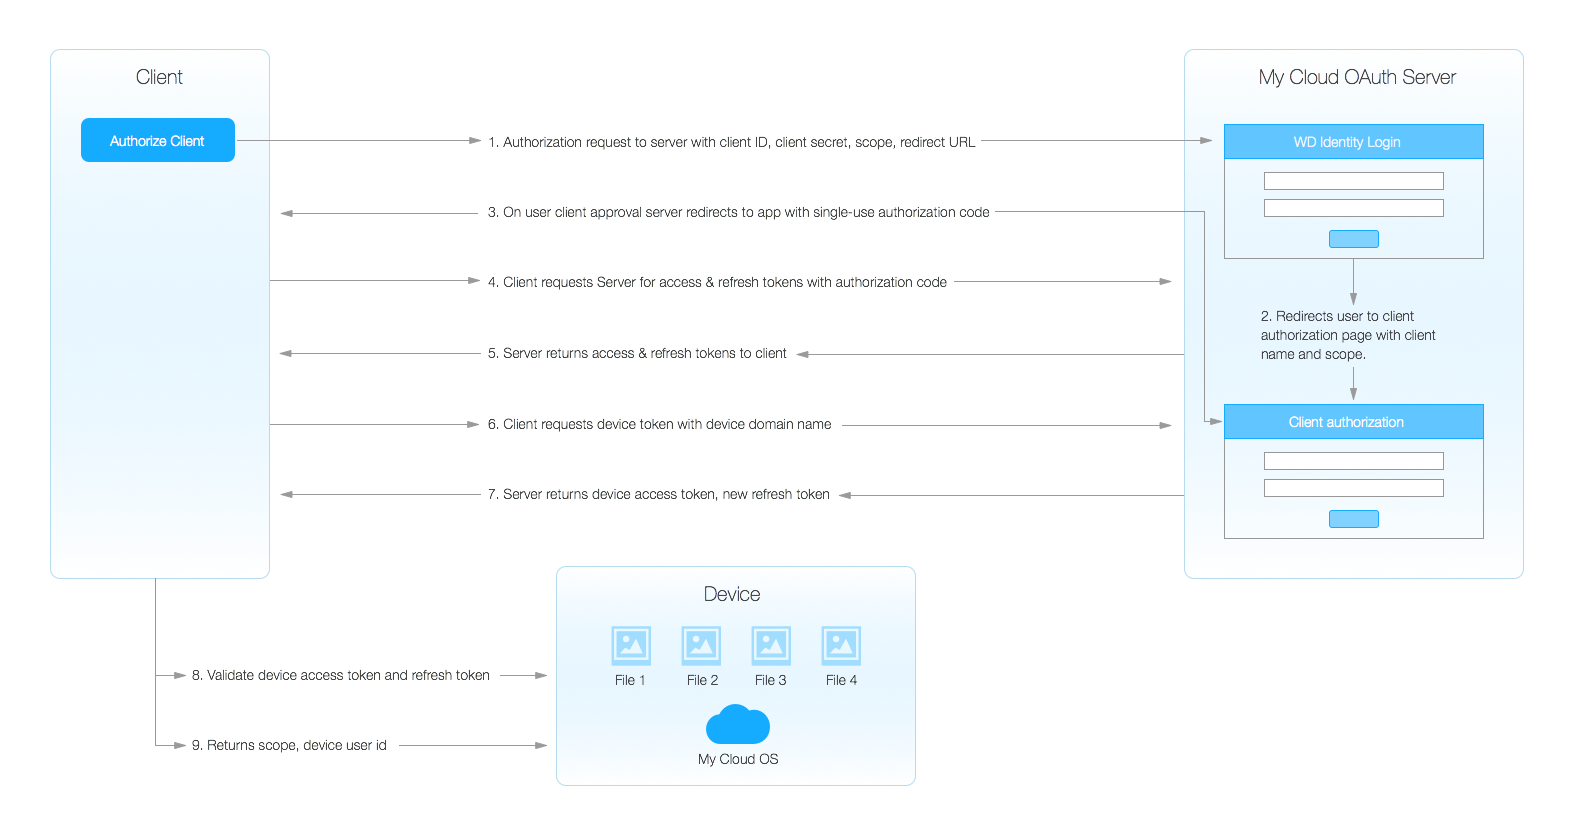 Client
My Cloud OAuth Server
Authorize Client
1. Authorization request to server with client ID, client secret, scope, redirect URL
WD Identity Login
3. On user client approval server redirects to app with single-use authorization code
4. Client requests Server for access & refresh tokens with authorization code
2. Redirects user to client
authorization page with client
name and scope.
5. Server returns access & refresh tokens to client
6. Client requests device token with device domain name
Client authorization
7. Server returns device access token, new refresh token
Device
8. Validate device access token and refresh token
File 1
File 2
File 3
File 4
9. Returns scope, device user id
My Cloud OS